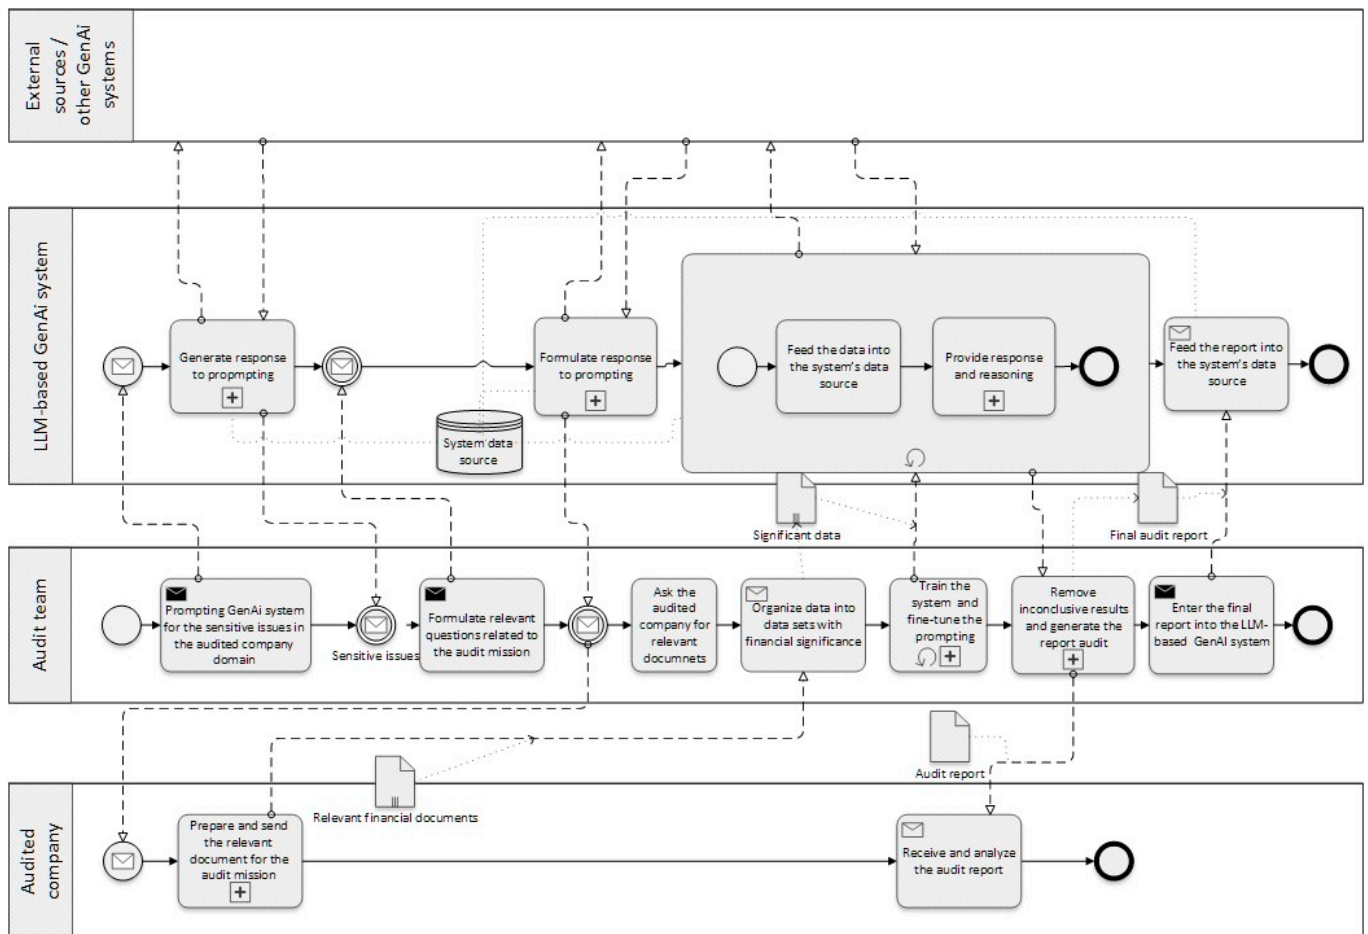 External
sources /
other GenAi
systems
LLM-based GenAi system
Generate response
to propmpting
Formulate response
to prompting
Feed the data into
the system's data
source
Provide response
and reasoning
Feed the report into
the system's data
source
System data
source
Significant data
Final audit report
Audit team
Prompting GenAi system
for the sensitive issues in
the audited company
domain
Sensitive issues
Formulate relevant
questions related to
the audit mission
Ask the
audited
company for
relevant
documnets
Organize data into
data sets with
financial significance
Train the
system and
fine-tune the
prompting
Remove
inconclusive results
and generate the
report audit
Enter the final
report into the LLM-
based GenAI system
Relevant financial documents
Audit report
Audited
company
Prepare and send
the relevant
document for the
audit mission
Receive and analyze
the audit report